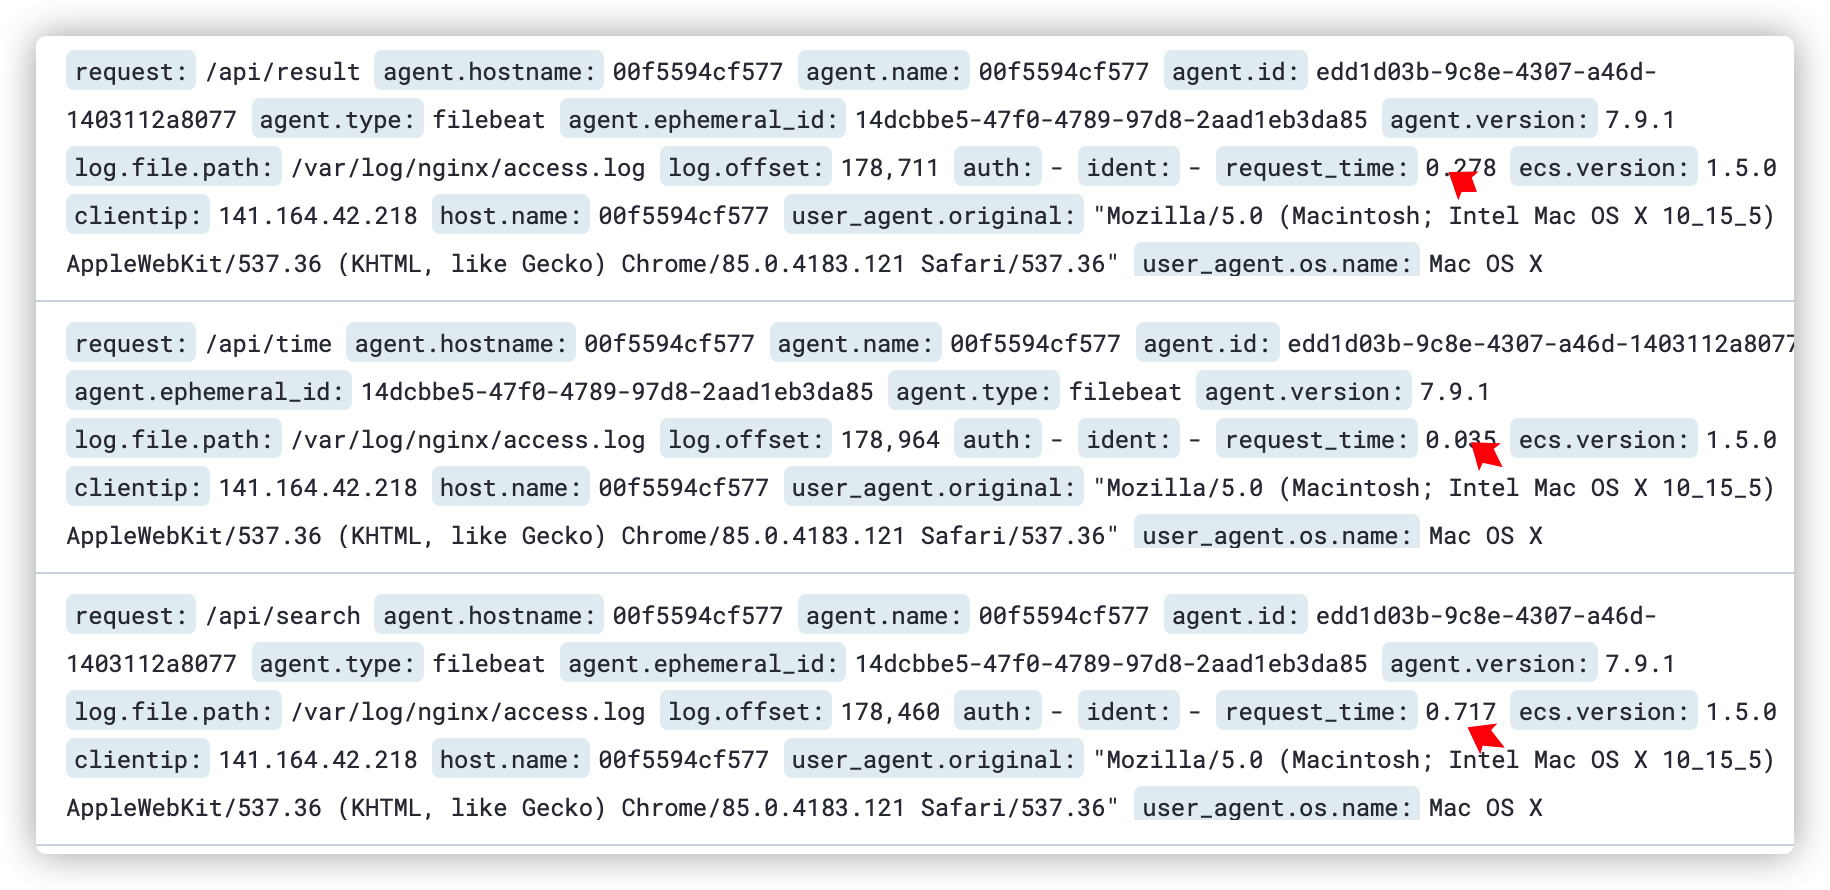 request: /api/result agent.hostname: 00f5594cf577 agent.name: 00f5594cf577 agent.id: edd1d03b-9c8e-4307-a46d-
1403112a8077 agent.type: filebeat agent.ephemeral_id: 14dcbbe5-47f0-4789-97d8-2aad1eb3da85 agent.version: 7.9.1
log.file.path: /var/log/nginx/access.log log.offset: 178,711 auth: - ident: - request_time: 0.278 ecs.version: 1.5.0
clientip: 141.164.42.218 host.name: 00f5594cf577 user_agent.original: "Mozilla/5.0 (Macintosh; Intel Mac OS X 10_15_5)
AppleWebKit/537.36 (KHTML, like Gecko) Chrome/85.0.4183.121 Safari/537.36" user_agent.os.name: Mac OS X
request: /api/time agent.hostname: 00f5594cf577 agent.name: 00f5594cf577 agent.id: edd1d03b-9c8e-4307-a46d-1403112a8077
agent.ephemeral_id: 14dcbbe5-47f0-4789-97d8-2aad1eb3da85 agent.type: filebeat agent.version: 7.9.1
log.file.path: /var/log/nginx/access.log log.offset: 178,964 auth: - ident: - request_time: 0.035 ecs.version: 1.5.0
clientip: 141.164.42.218 host.name: 00f5594cf577 user_agent.original: "Mozilla/5.0 (Macintosh; Intel Mac OS X 10_15_5)
AppleWebKit/537.36 (KHTML, like Gecko) Chrome/85.0.4183.121 Safari/537.36" user_agent.os.name: Mac OS X
request: /api/search agent.hostname: 00f5594cf577 agent.name: 00f5594cf577 agent.id: edd1d03b-9c8e-4307-a46d-
1403112a8077 agent.type: filebeat agent.ephemeral_id: 14dcbbe5-47f0-4789-97d8-2aad1eb3da85 agent.version: 7.9.1
log.file.path: /var/log/nginx/access.log log.offset: 178,460 auth: - ident: - request_time: 0.717 ecs.version: 1.5.0
clientip: 141.164.42.218 host.name: 00f5594cf577 user_agent.original: "Mozilla/5.0 (Macintosh; Intel Mac OS X 10_15_5)
AppleWebKit/537.36 (KHTML, like Gecko) Chrome/85.0.4183.121 Safari/537.36" user_agent.os.name: Mac OS X